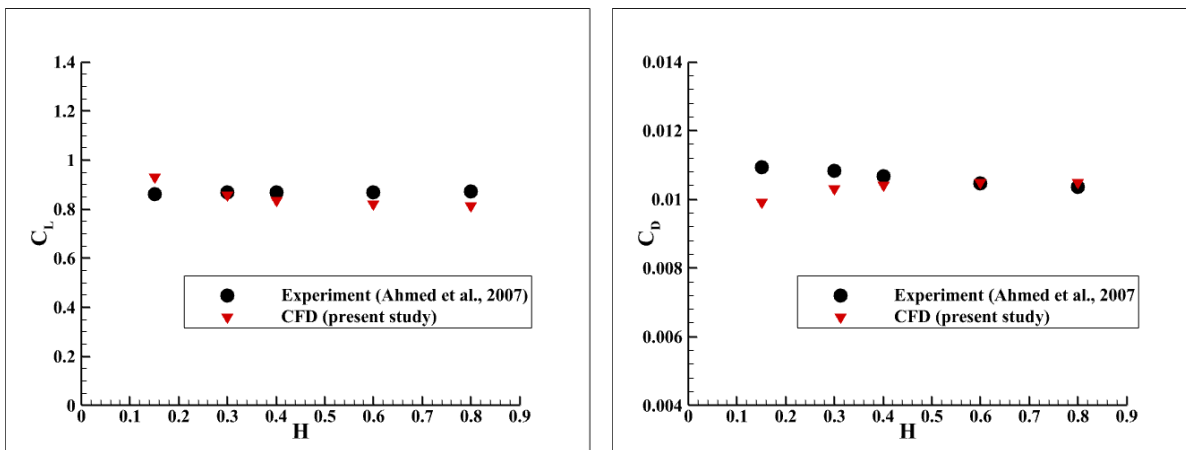 1.4
1.2
1
0.8
0.6
0.4
0.2
0
C_L
0 0.1 0.2 0.3 0.4 0.5 0.6 0.7 0.8 0.9
H
Experiment (Ahmed et al., 2007)
CFD (present study)
0.014
0.012
0.01
0.008
0.006
0.004
C_D
0 0.1 0.2 0.3 0.4 0.5 0.6 0.7 0.8 0.9
H
Experiment (Ahmed et al., 2007
CFD (present study)